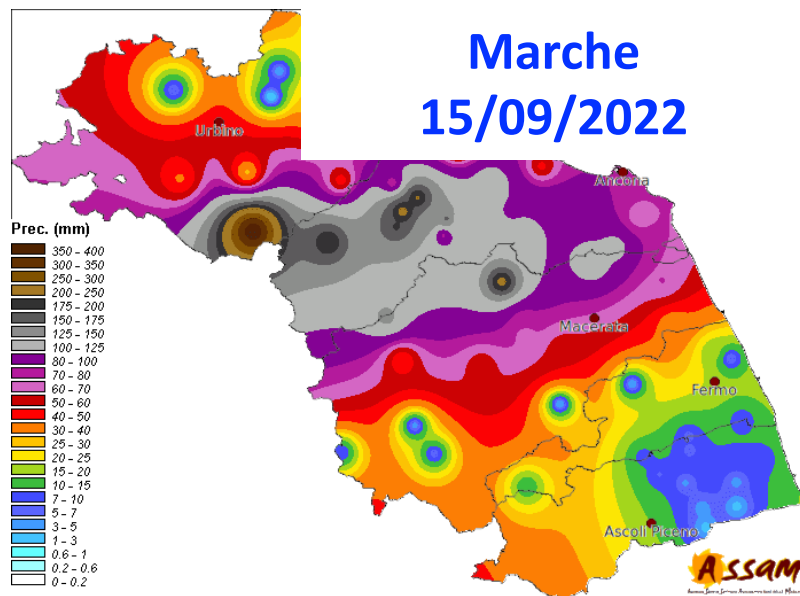 Marche
15/09/2022
Urbino
Ancona
Prec. (mm)
350 - 400
300 - 350
250 - 300
200 - 250
175 - 200
150 - 175
125 - 150
100 - 125
80 - 100
70 - 80
60 - 70
50 - 60
40 - 50
30 - 40
25 - 30
20 - 25
15 - 20
10 - 15
7 - 10
5 - 7
3 - 5
1 - 3
0.6 - 1
0.2 - 0.6
0 - 0.2
Macerata
Fermo
Ascoli Piceno
ASSAM